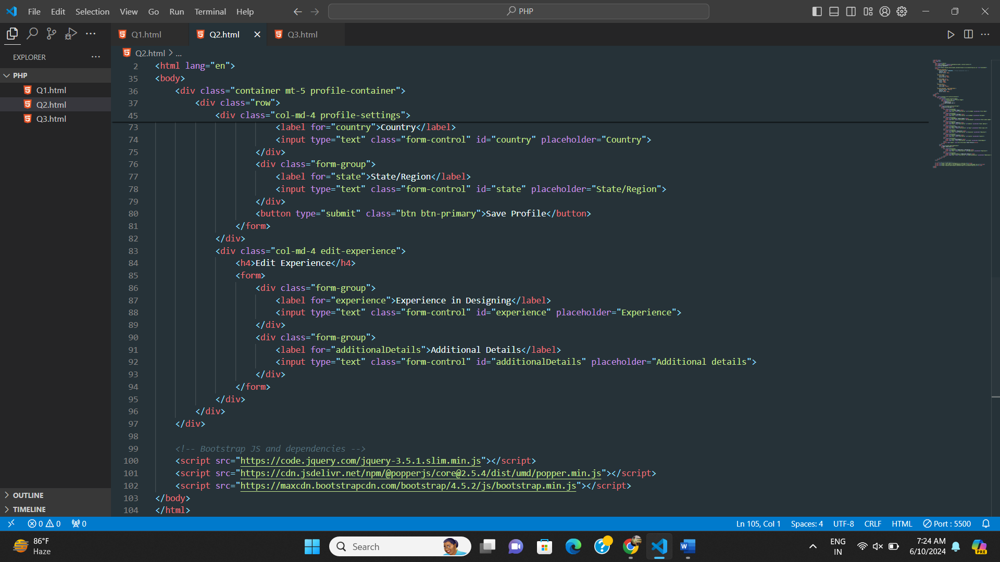 File Edit Selection View Go Run Terminal Help
PHP
Q1.html
Q2.html
Q3.html
EXPLORER
PHP
Q1.html
Q2.html
Q3.html
OUTLINE
TIMELINE
Q2.html > ...
2 <html lang="en">
35 <body>
36 <div class="container mt-5 profile-container">
37 <div class="row">
45 <div class="col-md-4 profile-settings">
73 <label for="country">Country</label>
74 <input type="text" class="form-control" id="country" placeholder="Country">
75 </div>
76 <div class="form-group">
77 <label for="state">State/Region</label>
78 <input type="text" class="form-control" id="state" placeholder="State/Region">
79 </div>
80 <button type="submit" class="btn btn-primary">Save Profile</button>
81 </form>
82 </div>
83 <div class="col-md-4 edit-experience">
84 <h4>Edit Experience</h4>
85 <form>
86 <div class="form-group">
87 <label for="experience">Experience in Designing</label>
88 <input type="text" class="form-control" id="experience" placeholder="Experience">
89 </div>
90 <div class="form-group">
91 <label for="additionalDetails">Additional Details</label>
92 <input type="text" class="form-control" id="additionalDetails" placeholder="Additional details">
93 </div>
94 </form>
95 </div>
96 </div>
97 </div>
98
99 <!-- Bootstrap JS and dependencies -->
100 <script src="https://code.jquery.com/jquery-3.5.1.slim.min.js"></script>
101 <script src="https://cdn.jsdelivr.net/npm/@popperjs/core@2.5.4/dist/umd/popper.min.js"></script>
102 <script src="https://maxcdn.bootstrapcdn.com/bootstrap/4.5.2/js/bootstrap.min.js"></script>
103 </body>
104 </html>
0 0 0
Ln 105, Col 1 Spaces: 4 UTF-8 CRLF HTML Port : 5500
86°F
Haze
Search
ENG
IN
7:24 AM
6/10/2024
PRE